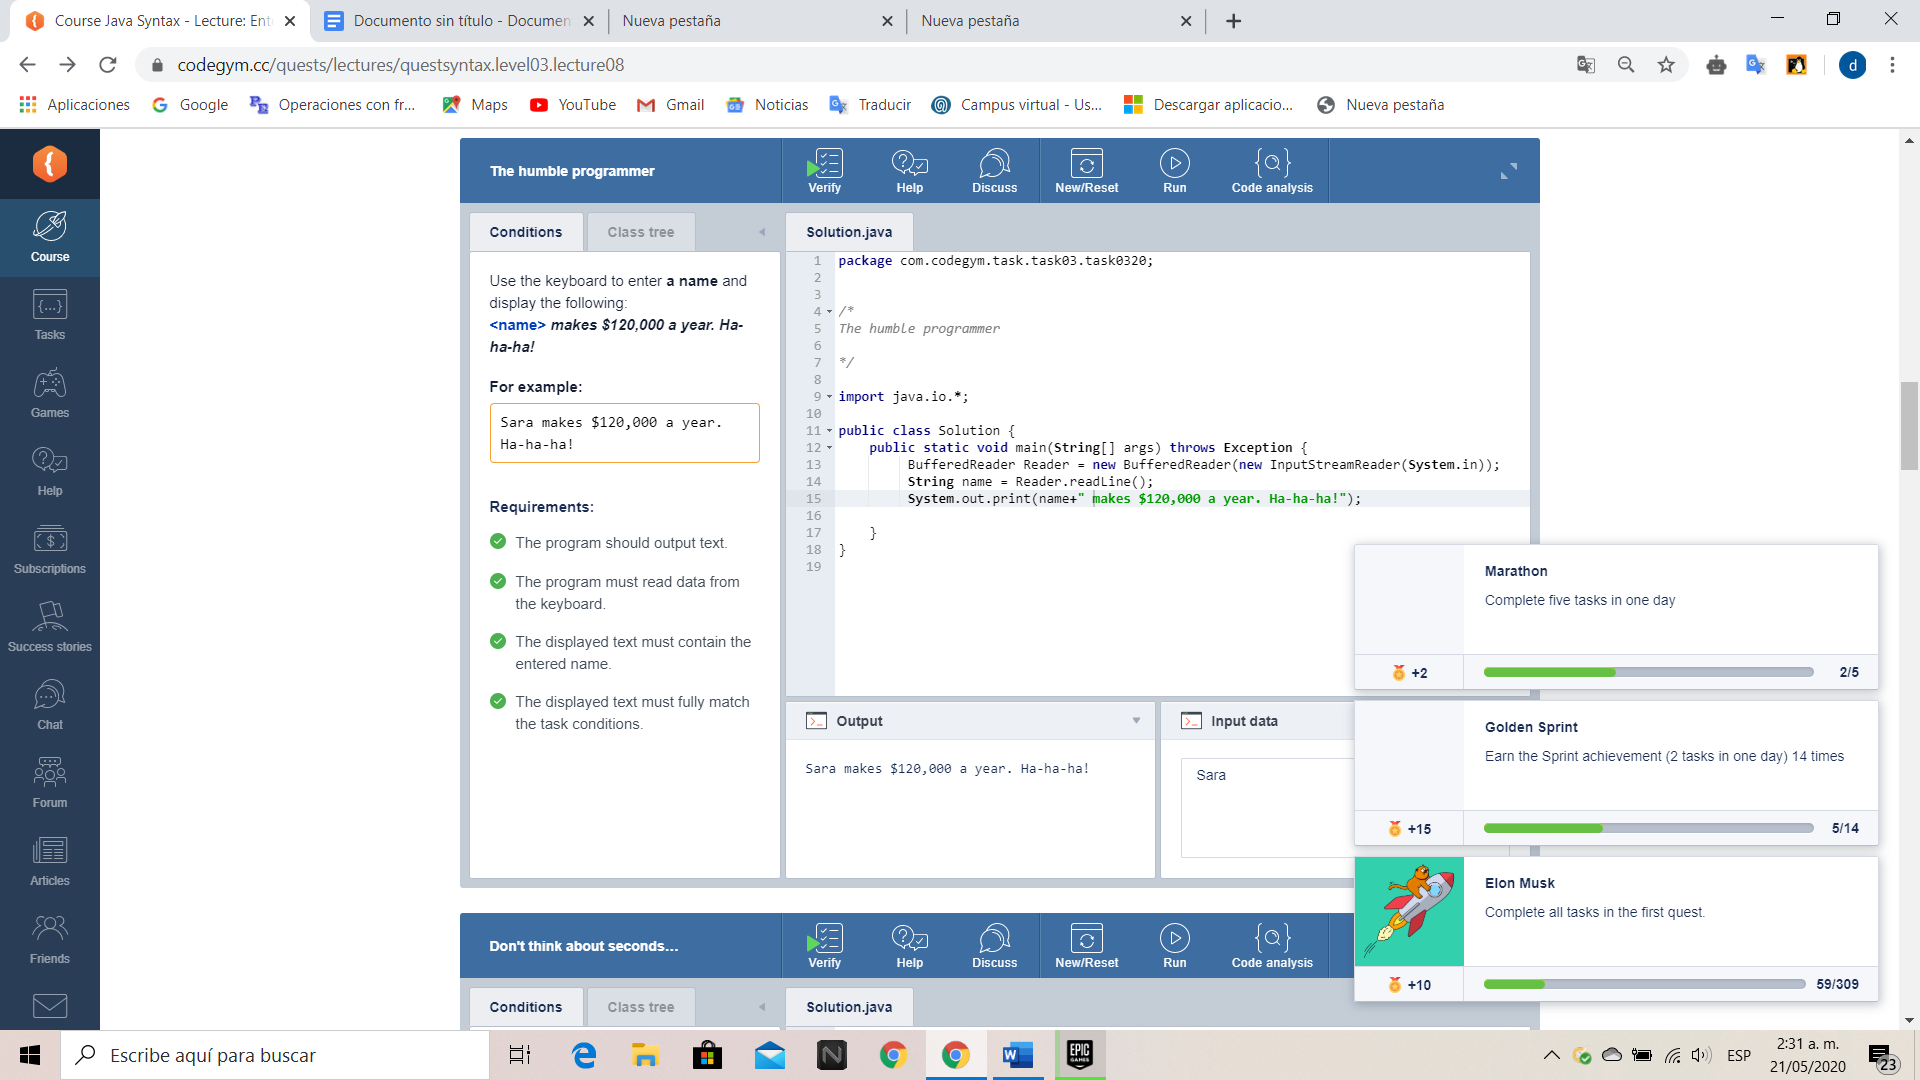 Course Java Syntax - Lecture: Ent
Documento sin título - Documen
Nueva pestaña
Nueva pestaña
codegym.cc/quests/lectures/questsyntax.level03.lecture08
d
Aplicaciones
Google
Operaciones con fr...
Maps
YouTube
Gmail
Noticias
Traducir
Campus virtual - Us...
Descargar aplicacio...
Nueva pestaña
Course
Tasks
Games
Help
Subscriptions
Success stories
Chat
Forum
Articles
Friends
The humble programmer
Verify
Help
Discuss
New/Reset
Run
Code analysis
Conditions
Class tree
Use the keyboard to enter a name and
display the following:
<name> makes $120,000 a year. Ha-
ha-ha!
For example:
Sara makes $120,000 a year.
Ha-ha-ha!
Requirements:
The program should output text.
The program must read data from
the keyboard.
The displayed text must contain the
entered name.
The displayed text must fully match
the task conditions.
Solution.java
1 package com.codegym.task.task03.task0320;
2
3
4 /*
5 The humble programmer
6
7 */
8
9 import java.io.*;
10
11 public class Solution {
12 public static void main(String[] args) throws Exception {
13 BufferedReader Reader = new BufferedReader(new InputStreamReader(System.in));
14 String name = Reader.readLine();
15 System.out.print(name+" makes $120,000 a year. Ha-ha-ha!");
16
17 }
18 }
19
Output
Sara makes $120,000 a year. Ha-ha-ha!
Input data
Sara
Marathon
Complete five tasks in one day
+2
2/5
Golden Sprint
Earn the Sprint achievement (2 tasks in one day) 14 times
+15
5/14
Elon Musk
Complete all tasks in the first quest.
+10
59/309
Don't think about seconds...
Verify
Help
Discuss
New/Reset
Run
Code analysis
Conditions
Class tree
Solution.java
Escribe aquí para buscar
EPIC
GAMES
ESP
2:31 a. m.
21/05/2020
23